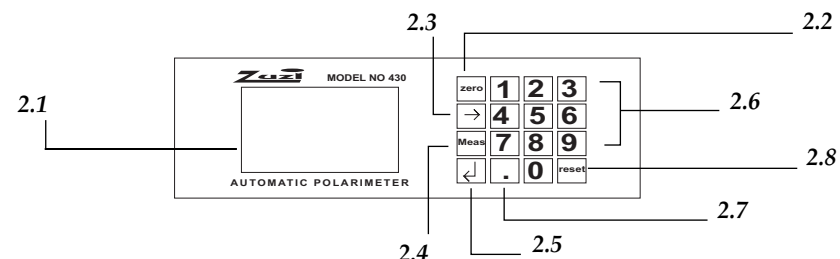 2.2
2.3
Zuzi MODEL NO 430
zero 1 2 3
2.1
2.6
→ 4 5 6
Meas 7 8 9
2.8
. 0 reset
AUTOMATIC POLARIMETER
2.7
2.4
2.5